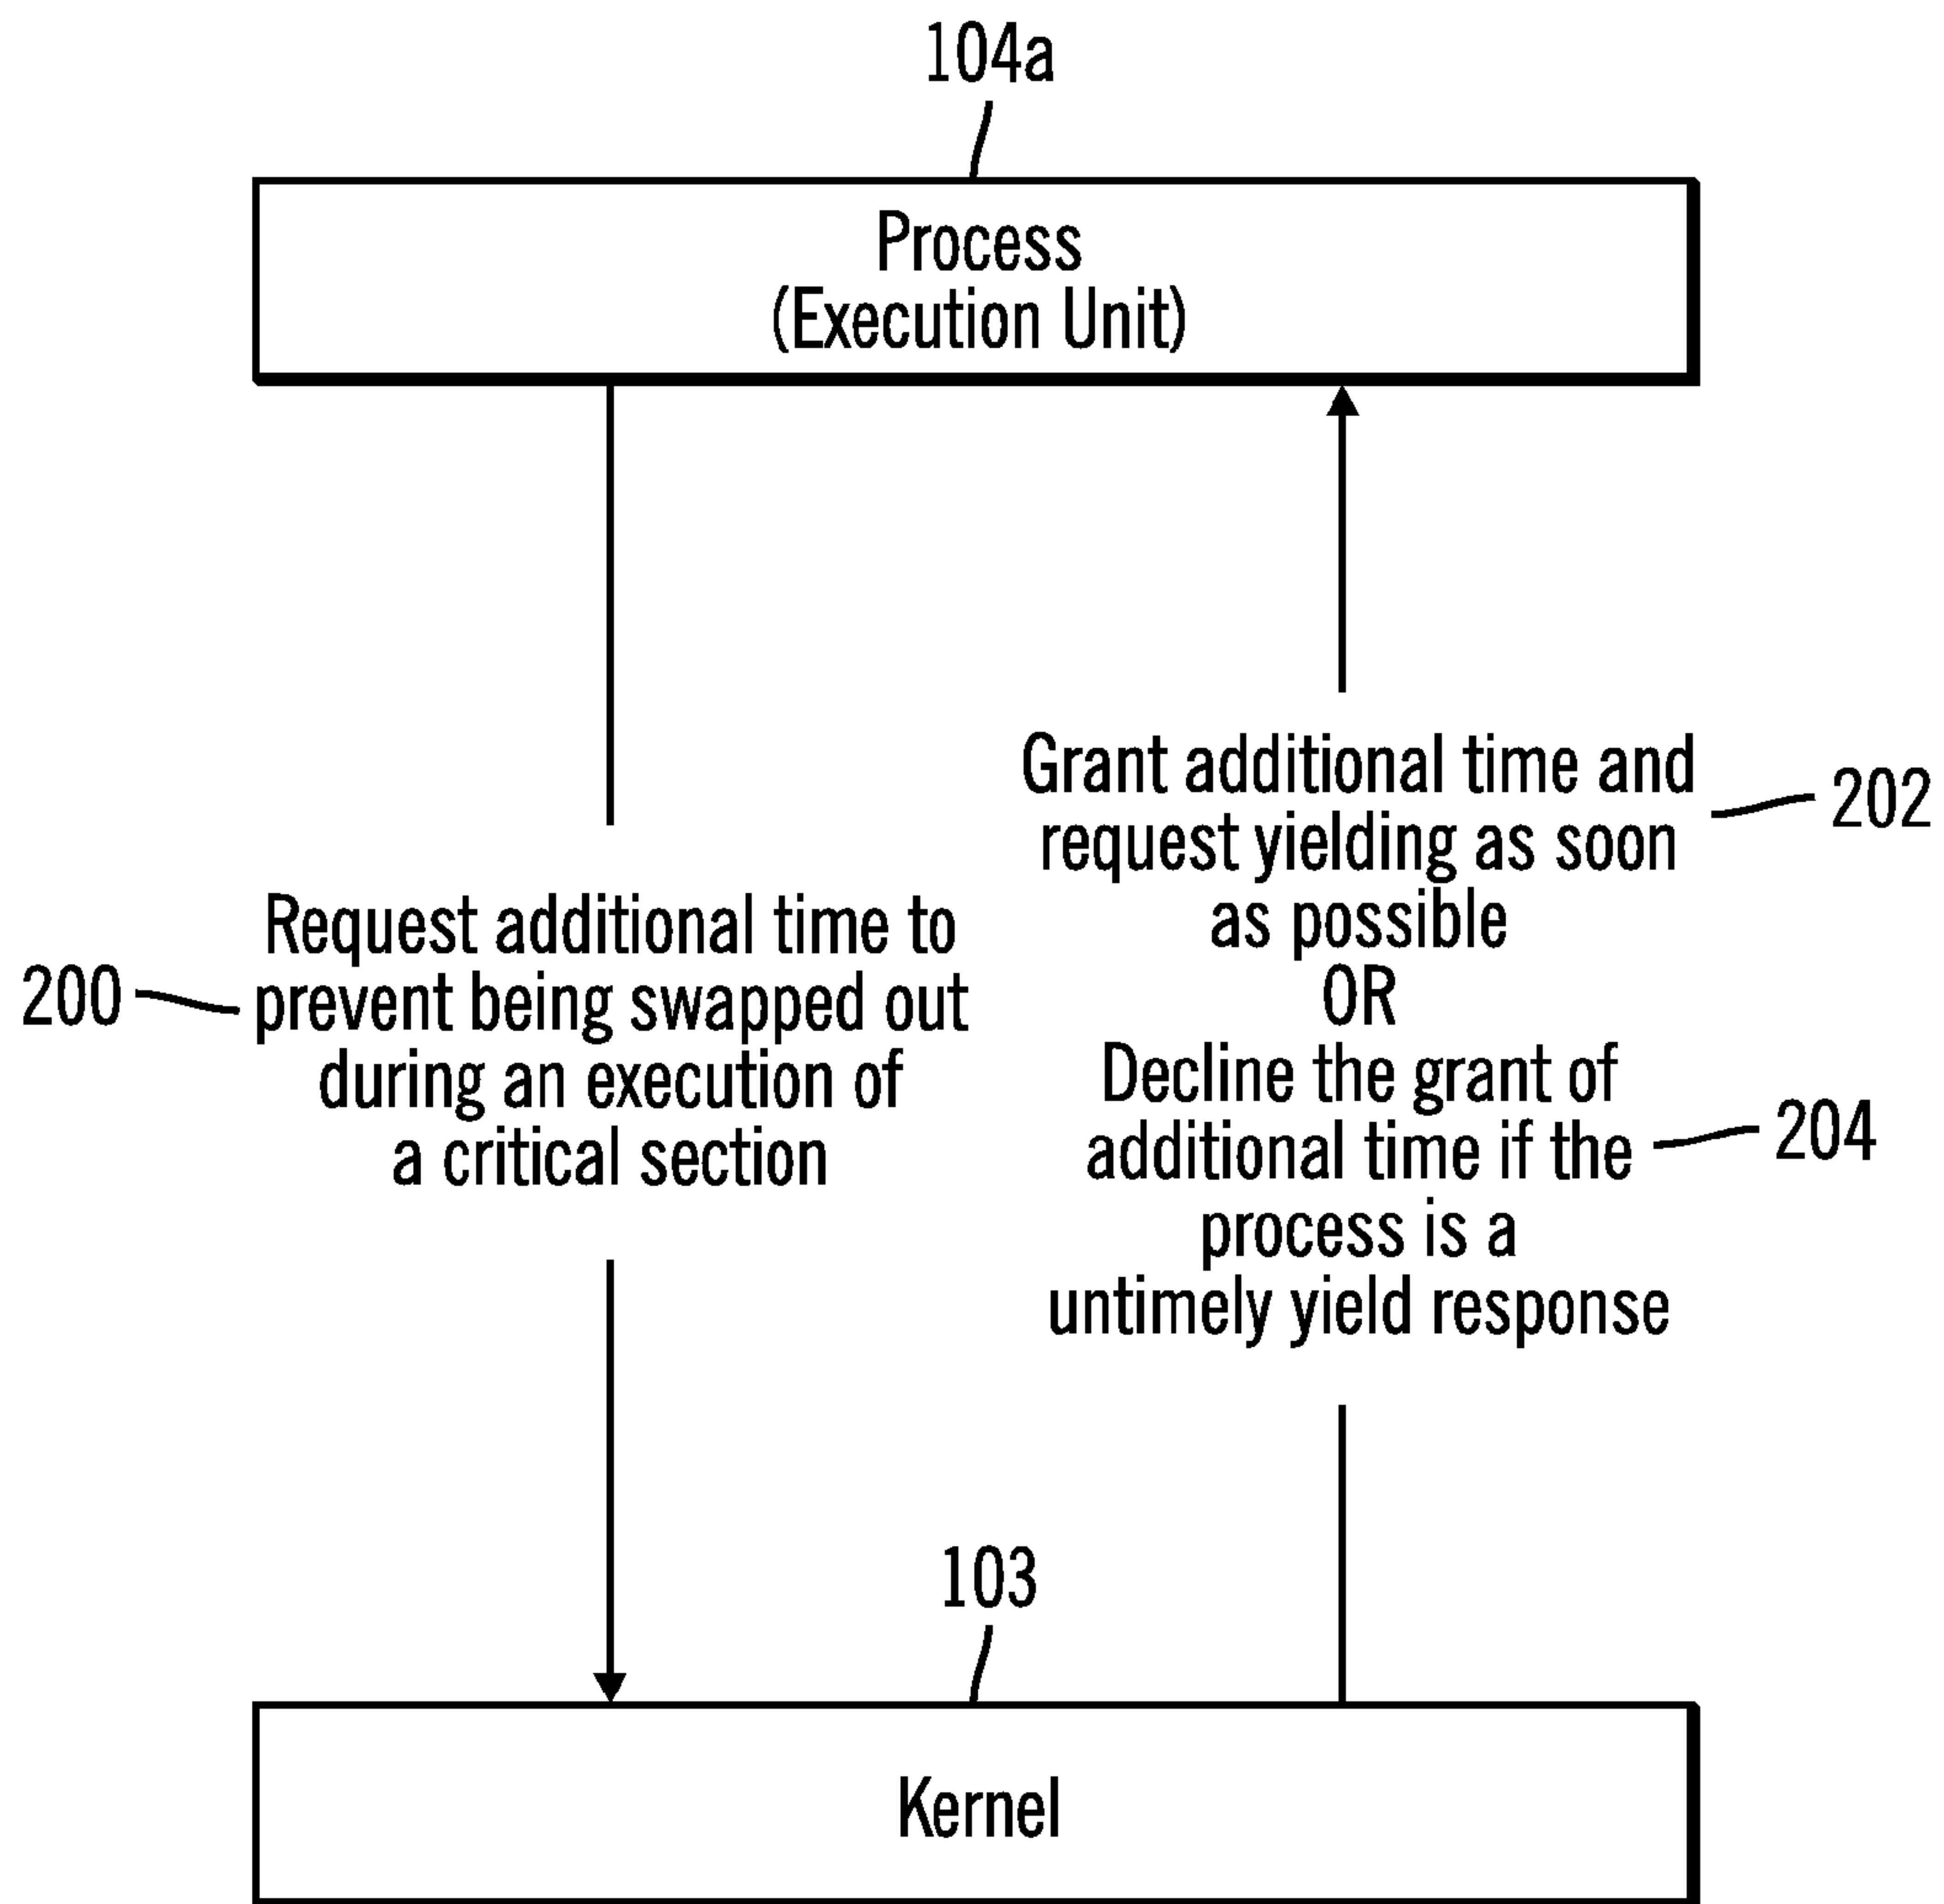 104a
Process
(Execution Unit)
Grant additional time and
request yielding as soon
as possible
OR
Decline the grant of
additional time if the
process is a
untimely yield response
202
204
Request additional time to
prevent being swapped out
during an execution of
a critical section
200
103
Kernel